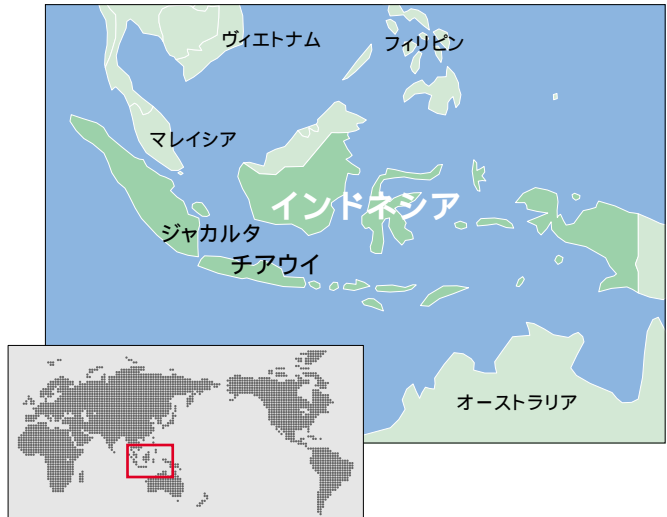 ヴィエトナム
フィリピン
マレイシア
インドネシア
ジャカルタ
チアウイ
オーストラリア